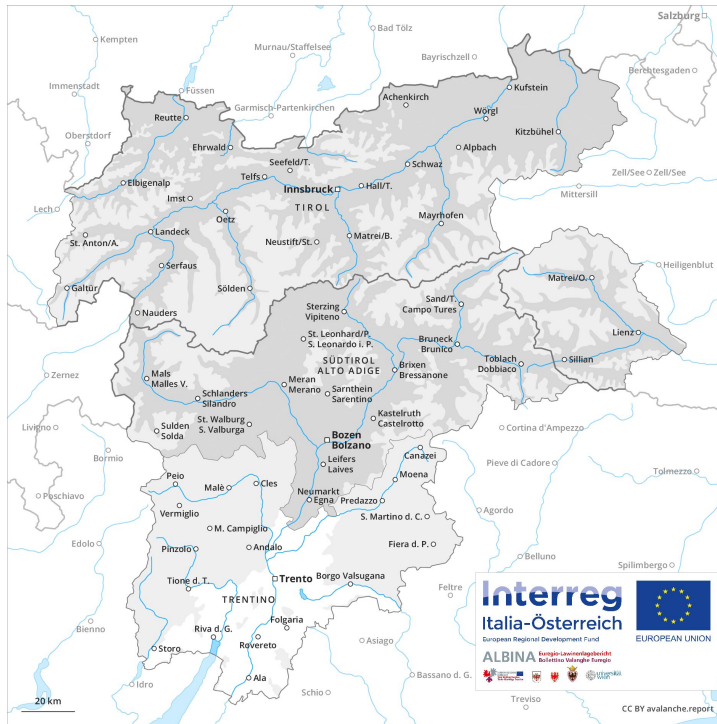 Salzburg
Kempten
Bad Tölz
Murnau/Staffelsee
Bayrischzell
Berchtesgaden
Immenstadt
Füssen
Garmisch-Partenkirchen
Achenkirch
Kufstein
Reutte
Wörgl
Oberstdorf
Kitzbühel
Ehrwald
Alpbach
Seefeld/T.
Schwaz
Telfs
Zell/See
Zell/See
Elbigenalp
Innsbruck
Hall/T.
Mittersill
Imst
TIROL
Lech
Oetz
Mayrhofen
Landeck
Matrei/B.
St. Anton/A.
Neustift/St.
Serfaus
Heiligenblut
Matrei/O.
Galtür
Sölden
Sand/T.
Campo Tures
Nauders
Sterzing
Vipiteno
Lienz
St. Leonhard/P.
S. Leonardo i. P.
Bruneck
Brunico
Toblach
Dobbiaco
Sillian
SÜDTIROL
ALTO ADIGE
Zernez
Mals
Malles V.
Meran
Merano
Brixen
Bressanone
Schlanders
Silandro
Sarnthein
Sarentino
Livigno
St. Walburg
S. Valburga
Kastelruth
Castelrotto
Sulden
Solda
Cortina d'Ampezzo
Bozen
Bolzano
Bormio
Canazei
Leifers
Laives
Pieve di Cadore
Tolmezzo
Peio
Moena
Malè
Cles
Poschiavo
Neumarkt
Egna
Predazzo
Vermiglio
Agordo
S. Martino d. C.
M. Campiglio
Edolo
Pinzolo
Andalo
Fiera d. P.
Belluno
Spilimbergo
Tione d. T.
Trento
Borgo Valsugana
Feltre
TRENTINO
Folgaria
Bienno
Riva d. G.
Rovereto
Asiago
Storo
Bassano d. G.
Idro
Ala
Schio
Treviso
20 km
Interreg
Italia-Österreich
European Regional Development Fund
EUROPEAN UNION
ALBINA
Euregio-Lawinenlagebericht
Bollettino Valanghe Euregio
CC BY avalanche.report